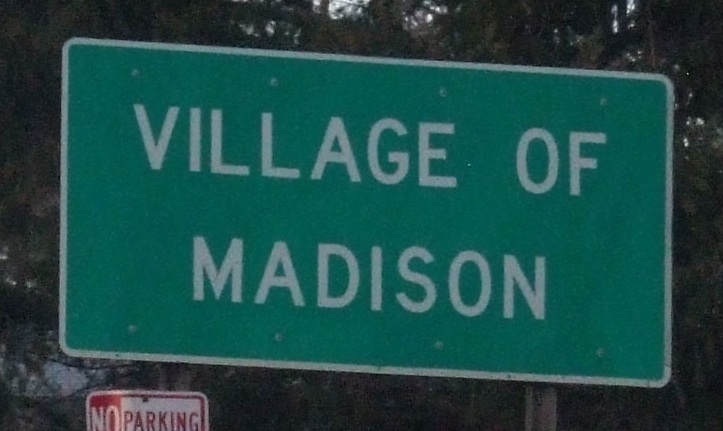 VILLAGE OF
MADISON
NO PARKING